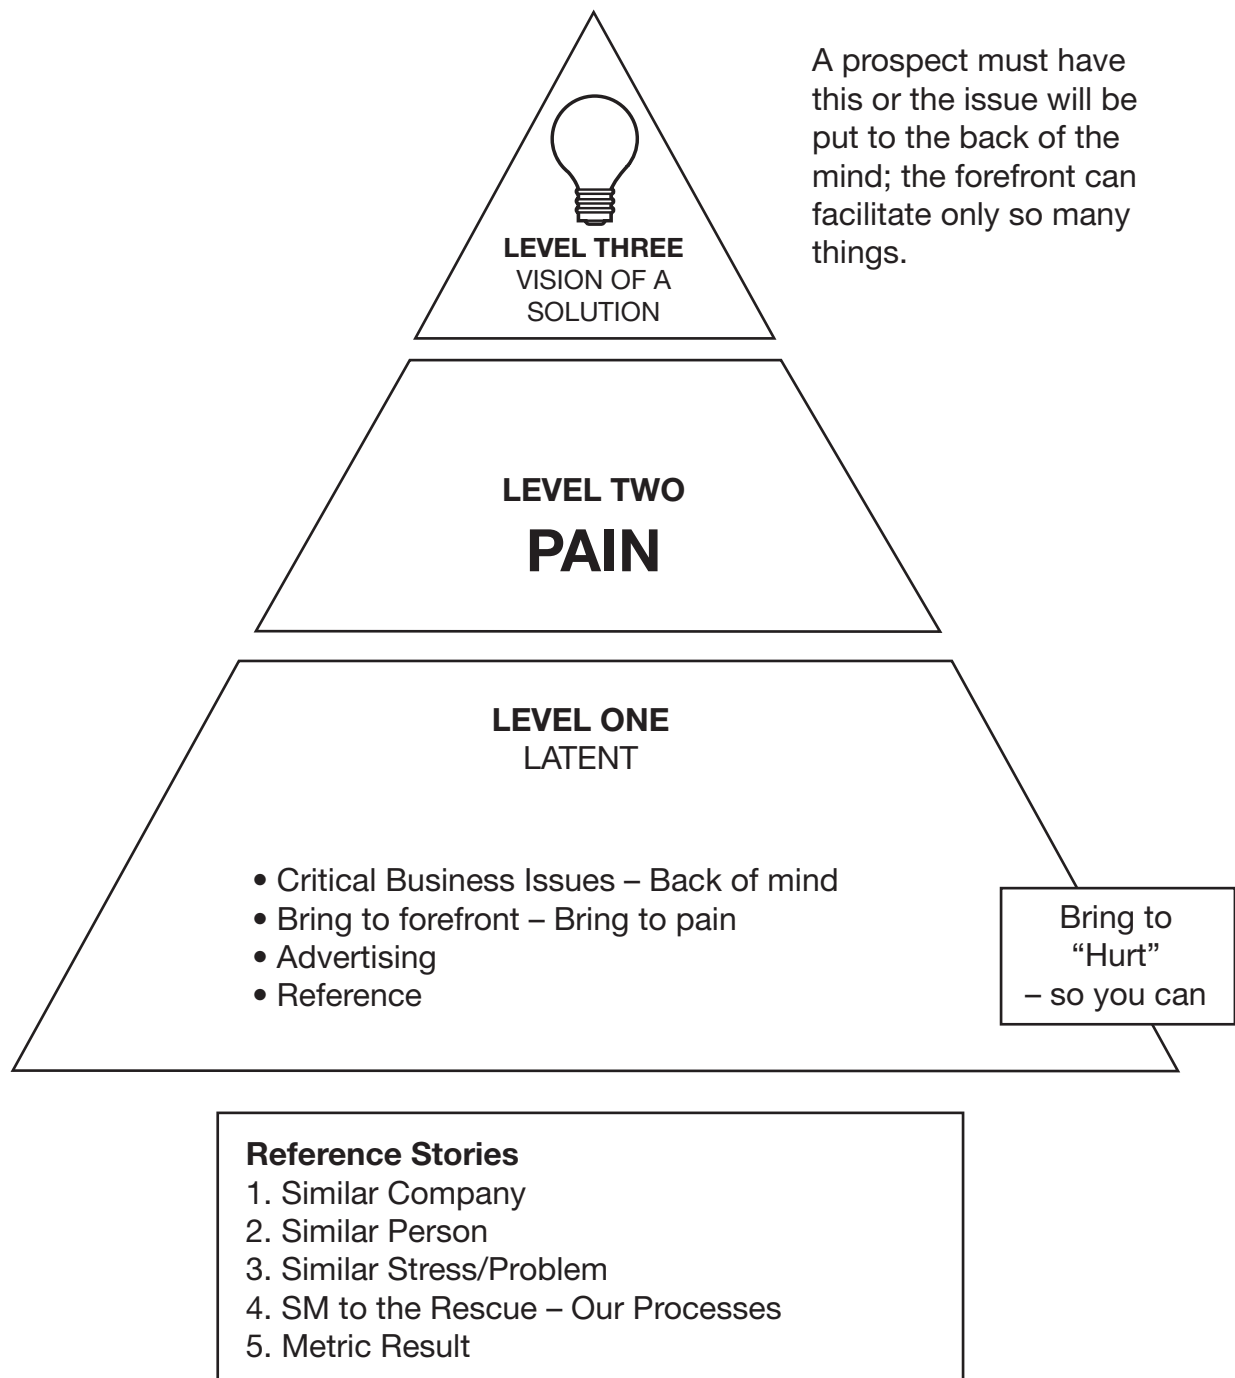 A prospect must have
this or the issue will be
put to the back of the
mind; the forefront can
facilitate only so many
things.
LEVEL THREE
VISION OF A
SOLUTION
LEVEL TWO
PAIN
LEVEL ONE
LATENT
• Critical Business Issues – Back of mind
• Bring to forefront – Bring to pain
• Advertising
• Reference
Bring to
“Hurt”
– so you can
Reference Stories
1. Similar Company
2. Similar Person
3. Similar Stress/Problem
4. SM to the Rescue – Our Processes
5. Metric Result